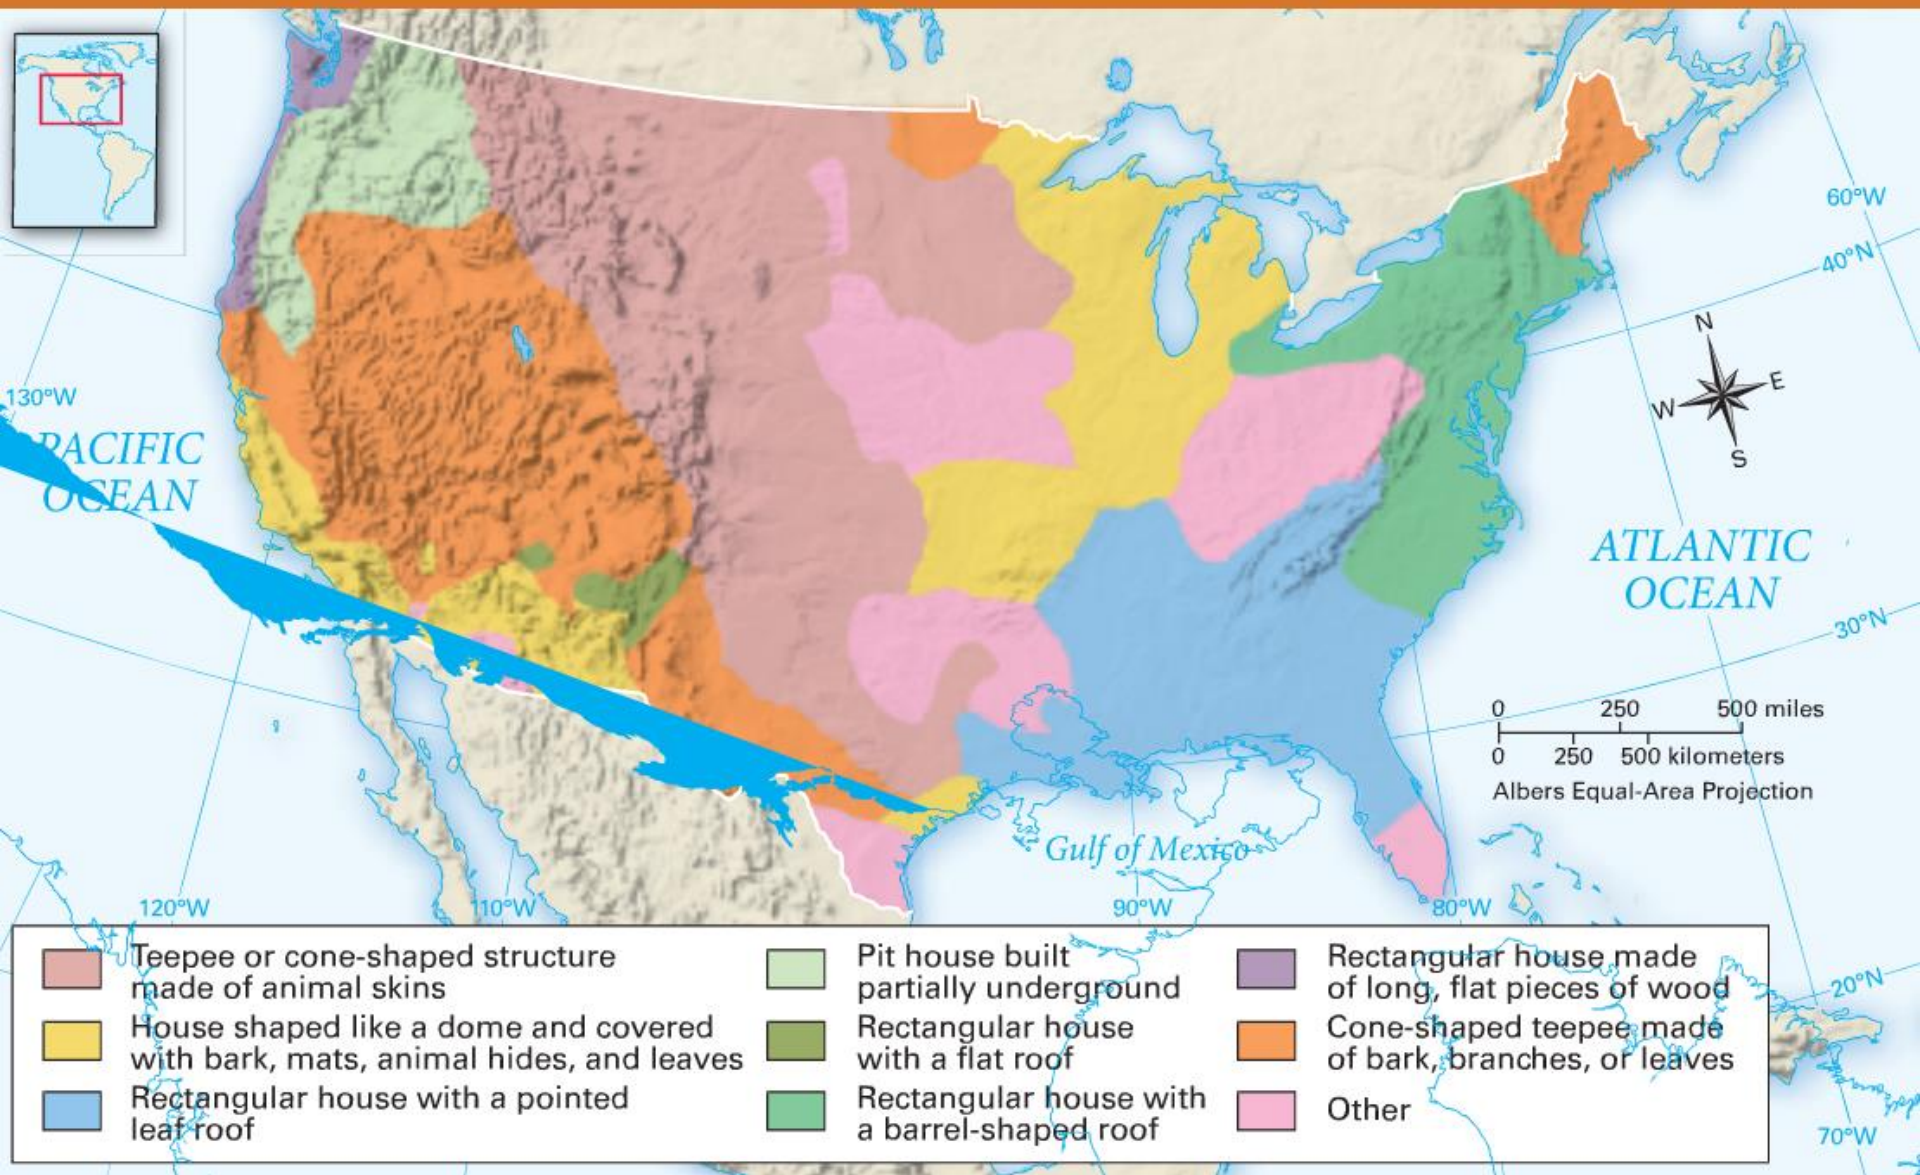 60°W
40°N
N
W
E
S
130°W
PACIFIC
OCEAN
ATLANTIC
OCEAN
30°N
0 250 500 miles
0 250 500 kilometers
Albers Equal-Area Projection
Gulf of Mexico
120°W
110°W
90°W
80°W
20°N
70°W
Teepee or cone-shaped structure
made of animal skins
House shaped like a dome and covered
with bark, mats, animal hides, and leaves
Rectangular house with a pointed
leaf roof
Pit house built
partially underground
Rectangular house
with a flat roof
Rectangular house with
a barrel-shaped roof
Rectangular house made
of long, flat pieces of wood
Cone-shaped teepee made
of bark, branches, or leaves
Other